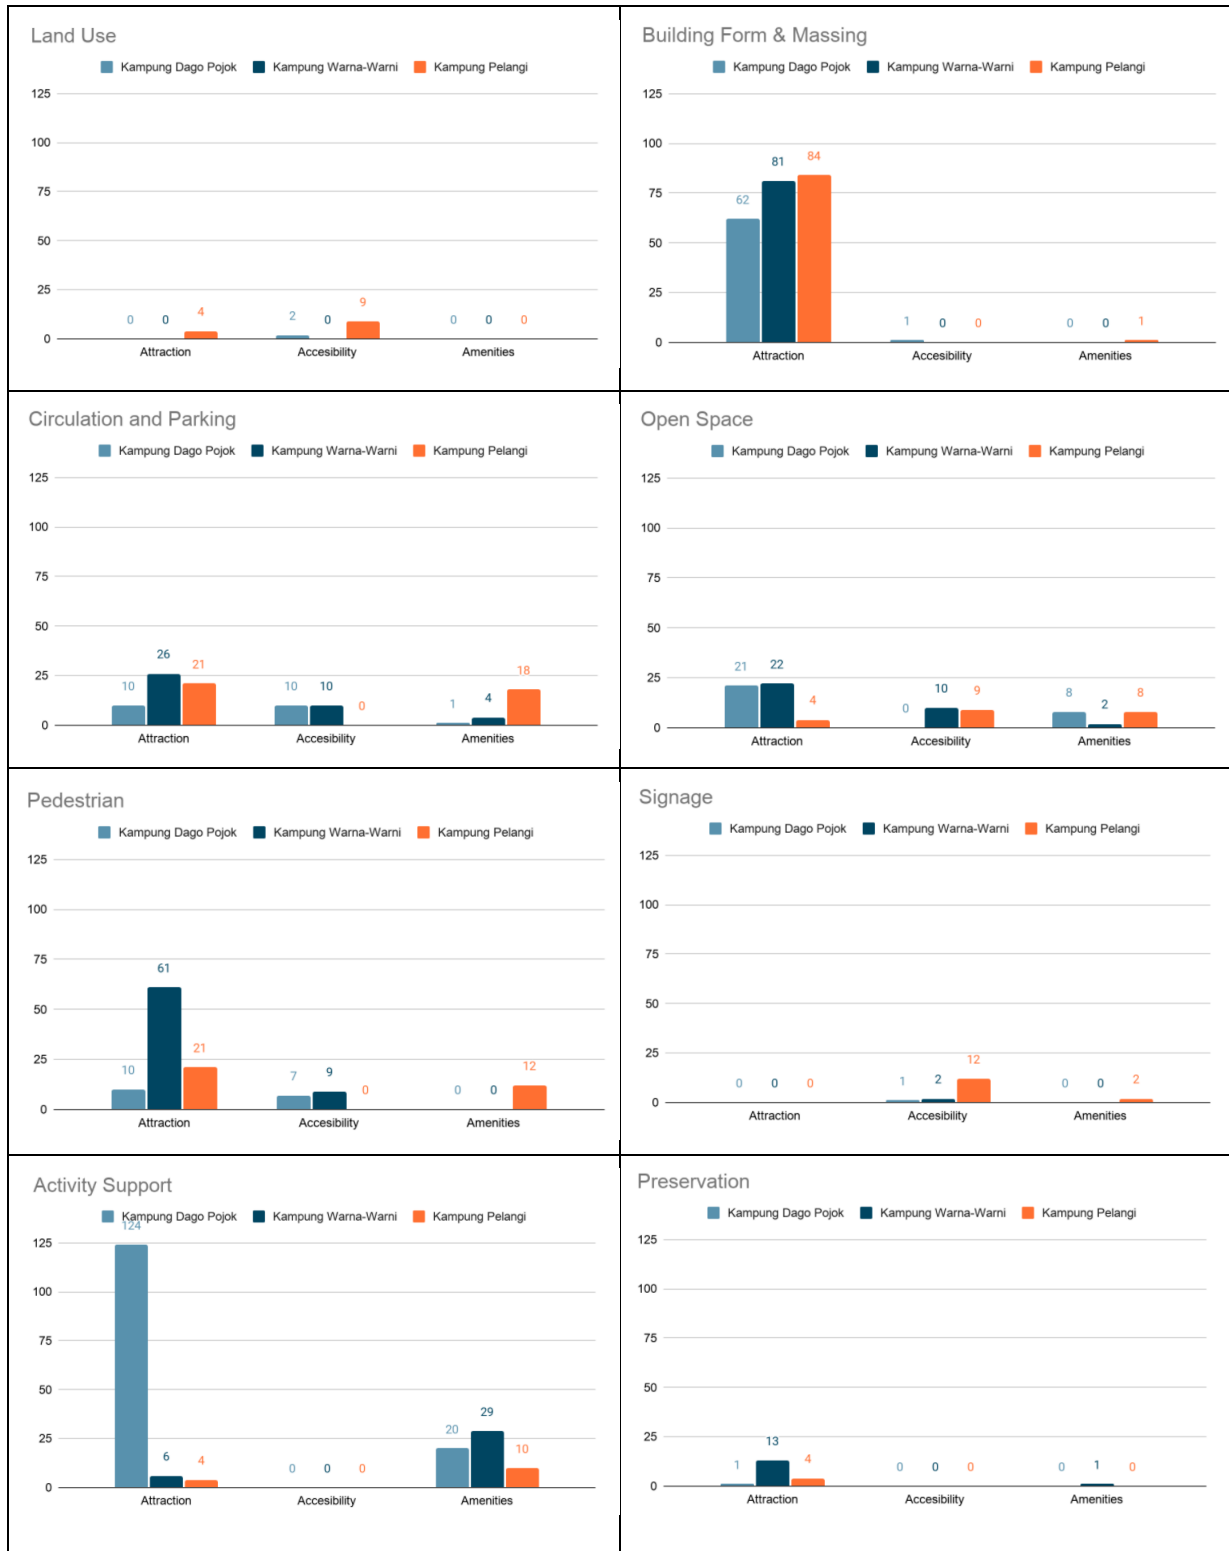 Land Use
Kampung Dago Pojok Kampung Warna-Warni Kampung Pelangi
125
100
75
50
25
0 0 4 2 0 9 0 0 0
0
Attraction Accesibility Amenities
Building Form & Massing
Kampung Dago Pojok Kampung Warna-Warni Kampung Pelangi
125
100
75
50
25
0
62 81 84 1 0 0 0 0 1
Attraction Accesibility Amenities
Circulation and Parking
Kampung Dago Pojok Kampung Warna-Warni Kampung Pelangi
125
100
75
50
25
0
10 26 21 10 10 0 1 4 18
Attraction Accesibility Amenities
Open Space
Kampung Dago Pojok Kampung Warna-Warni Kampung Pelangi
125
100
75
50
25
0
21 22 4 0 10 9 8 2 8
Attraction Accesibility Amenities
Pedestrian
Kampung Dago Pojok Kampung Warna-Warni Kampung Pelangi
125
100
75
50
25
0
10 61 21 7 9 0 0 0 12
Attraction Accesibility Amenities
Signage
Kampung Dago Pojok Kampung Warna-Warni Kampung Pelangi
125
100
75
50
25
0
0 0 0 1 2 12 0 0 2
Attraction Accesibility Amenities
Activity Support
Kampung Dago Pojok Kampung Warna-Warni Kampung Pelangi
125
100
75
50
25
0
124 6 4 0 0 0 20 29 10
Attraction Accesibility Amenities
Preservation
Kampung Dago Pojok Kampung Warna-Warni Kampung Pelangi
125
100
75
50
25
0
1 13 4 0 0 0 0 1 0
Attraction Accesibility Amenities